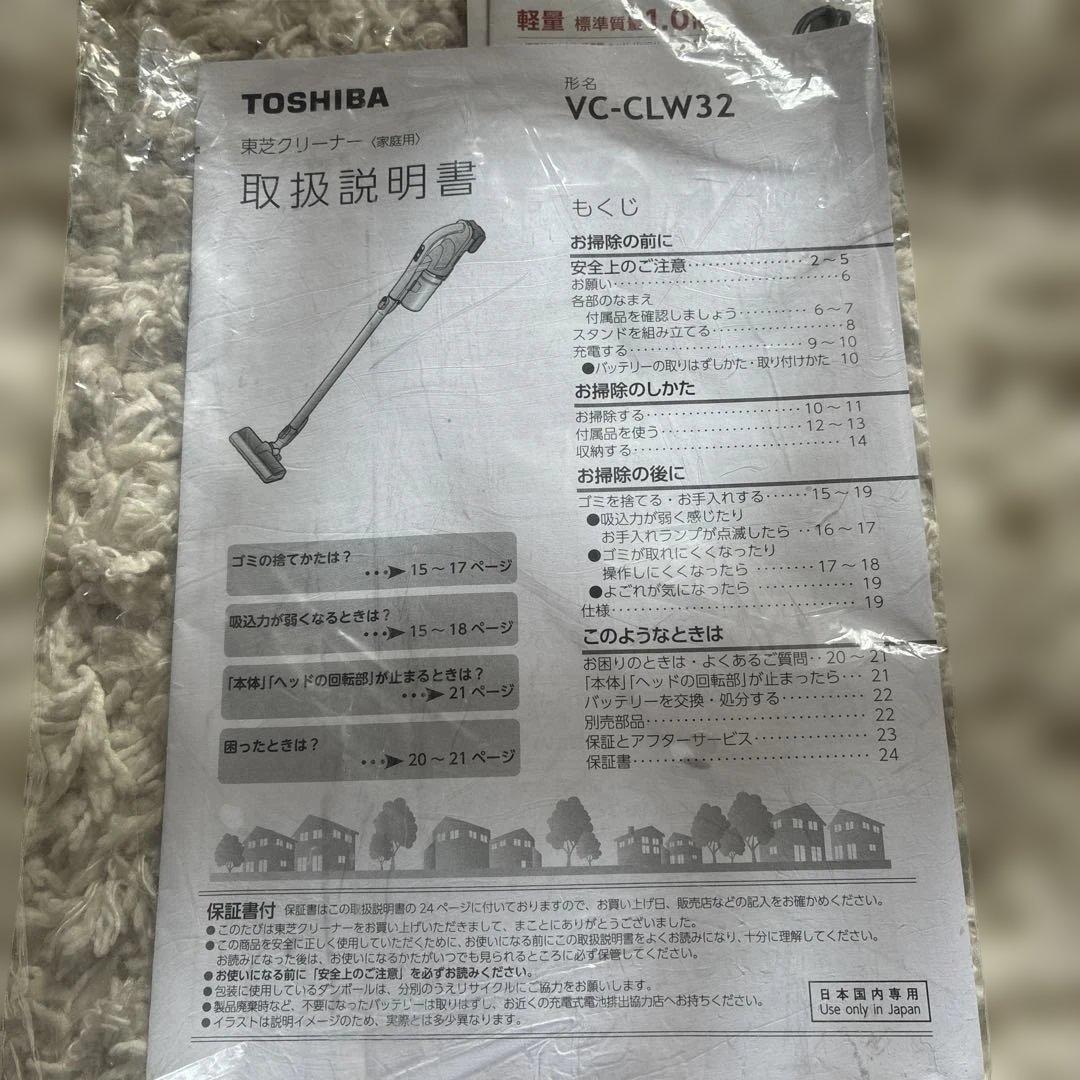 軽量 標準質量1.0
TOSHIBA
東芝クリーナー〈家庭用〉
取扱説明書
形名
VC-CLW32
もくじ
お掃除の前に
安全上のご注意・・・・・・・・・・・・・・・・・ 2～5
お願い・・・・・・・・・・・・・・・・・・・・・・・・・・・6
各部のなまえ
付属品を確認しましょう・・・・・・・・・・ 6～7
スタンドを組み立てる・・・・・・・・・・・・・・・8
充電する・・・・・・・・・・・・・・・・・・・・・ 9～10
●バッテリーの取りはずしかた・取り付けかた 10
お掃除のしかた
お掃除する・・・・・・・・・・・・・・・・・・ 10～11
付属品を使う・・・・・・・・・・・・・・・・ 12～13
収納する・・・・・・・・・・・・・・・・・・・・・・・・ 14
お掃除の後に
ゴミを捨てる・お手入れする・・・・・・15～19
●吸込力が弱く感じたり
お手入れランプが点滅したら ・・16～17
●ゴミが取れにくくなったり
操作しにくくなったら ・・・・・・・・17～18
●よごれが気になったら ・・・・・・・・・・・・・ 19
仕様・・・・・・・・・・・・・・・・・・・・・・・・・・・・ 19
このようなときは
お困りのときは・よくあるご質問・・20～21
「本体」「ヘッドの回転部」が止まったら・・・ 21
バッテリーを交換・処分する・・・・・・・・・・ 22
別売部品・・・・・・・・・・・・・・・・・・・・・・・・・ 22
保証とアフターサービス・・・・・・・・・・・・・ 23
保証書・・・・・・・・・・・・・・・・・・・・・・・・・・・ 24
ゴミの捨てかたは？
・・・➤ 15～17ページ
吸込力が弱くなるときは？
・・・➤ 15～18ページ
「本体」「ヘッドの回転部」が止まるときは？
・・・➤ 21ページ
困ったときは？
・・・➤ 20～21ページ
保証書付 保証書はこの取扱説明書の24ページに付いておりますので、お買い上げ日、販売店などの記入をお確かめください。
●このたびは東芝クリーナーをお買い上げいただきまして、まことにありがとうございました。
●この商品を安全に正しく使用していただくために、お使いになる前にこの取扱説明書をよくお読みになり、十分に理解してください。
お読みになった後は、お使いになるかたがいつでも見られるところに必ず保管してください。
●お使いになる前に「安全上のご注意」を必ずお読みください。
●包装に使用しているダンボールは、分別のうえリサイクルにご協力をお願いします。
●製品廃棄時など、不要になったバッテリーは取りはずし、お近くの充電式電池排出協力店へお持ちください。
●イラストは説明イメージのため、実際とは多少異なります。
日本国内専用
Use only in Japan